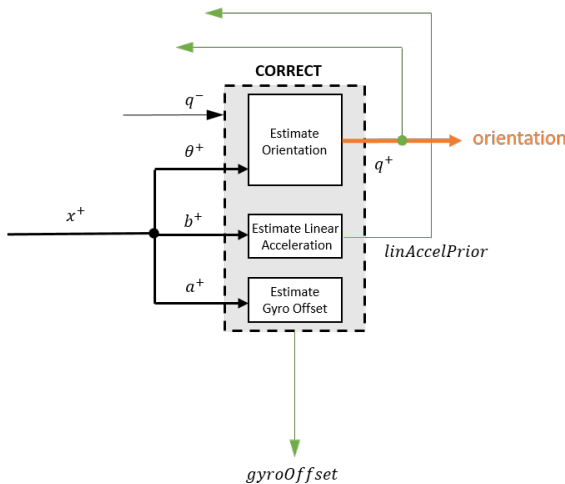 CORRECT
q⁻
Estimate
Orientation
orientation
θ⁺
q⁺
x⁺
b⁺
Estimate Linear
Acceleration
linAccelPrior
a⁺
Estimate
Gyro Offset
gyroOffset